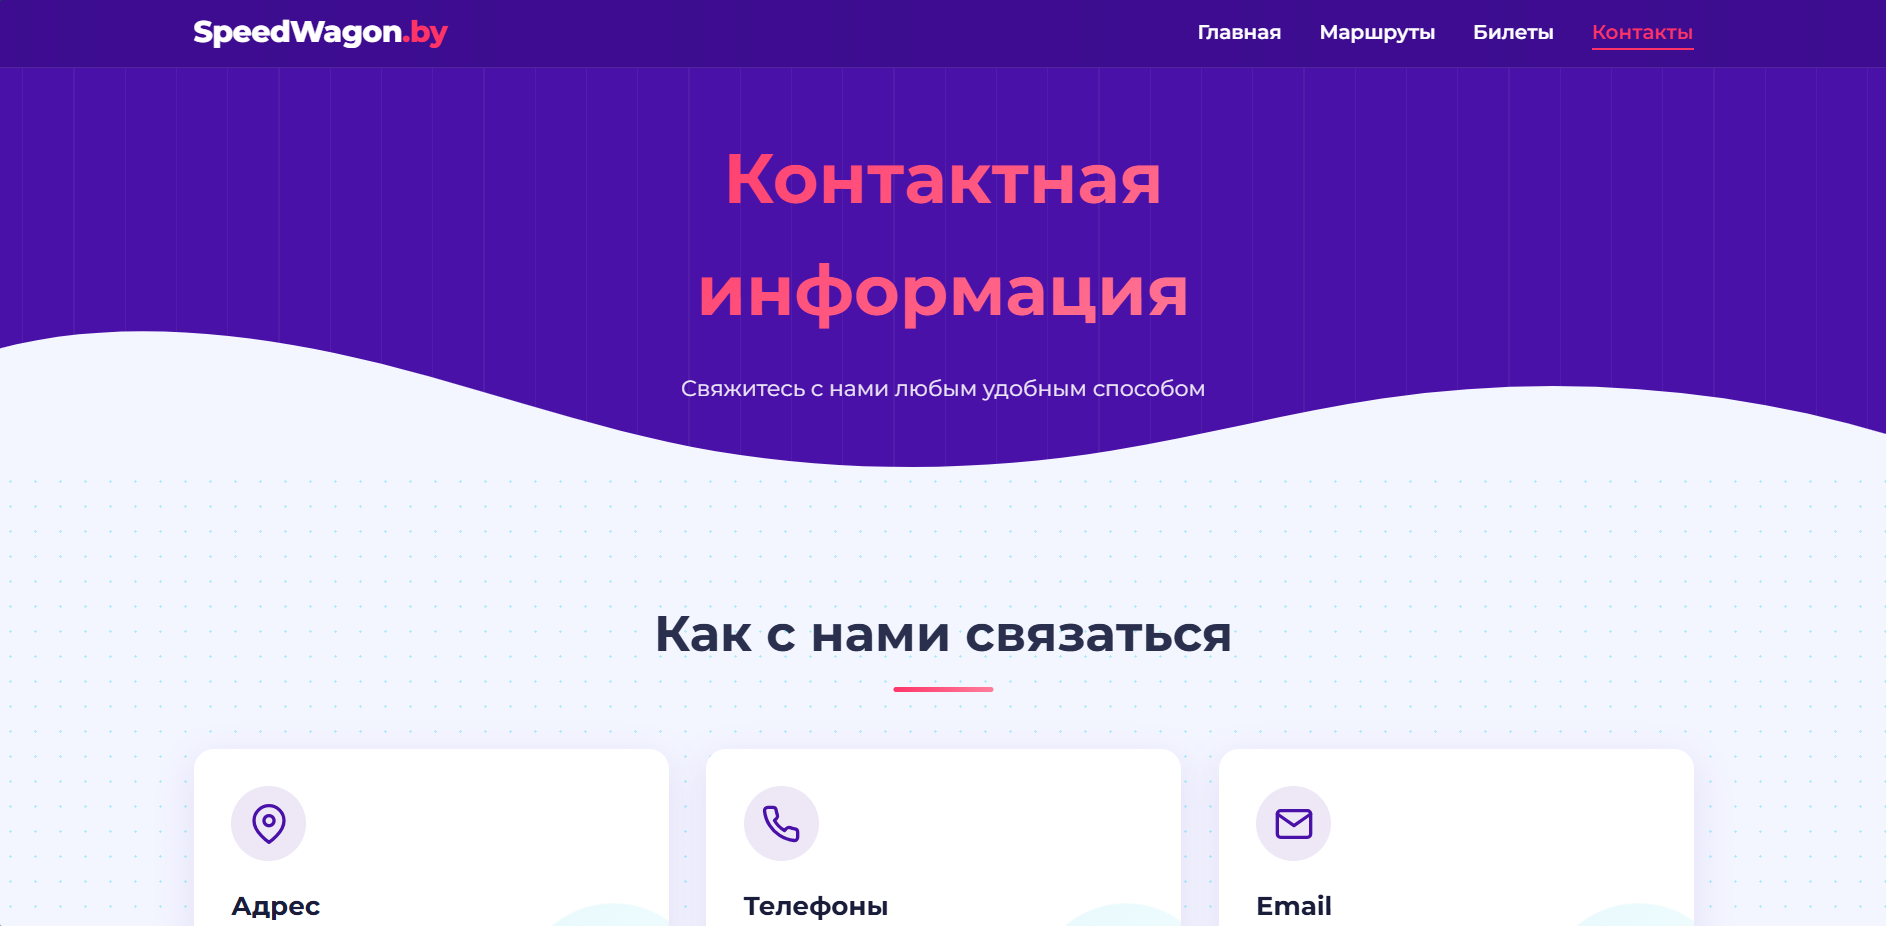 SpeedWagon.by
Главная Маршруты Билеты Контакты
Контактная
информация
Свяжитесь с нами любым удобным способом
Как с нами связаться
Адрес
Телефоны
Email